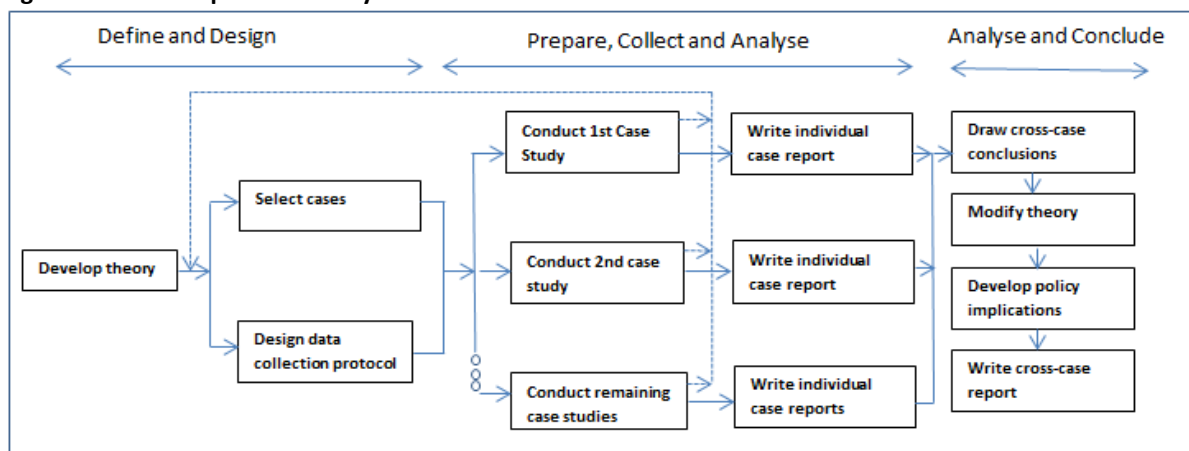 Define and Design
Prepare, Collect and Analyse
Analyse and Conclude
Develop theory
Select cases
Design data
collection protocol
Conduct 1st Case
Study
Conduct 2nd case
study
Conduct remaining
case studies
Write individual
case report
Write individual
case report
Write individual
case reports
Draw cross-case
conclusions
Modify theory
Develop policy
implications
Write cross-case
report